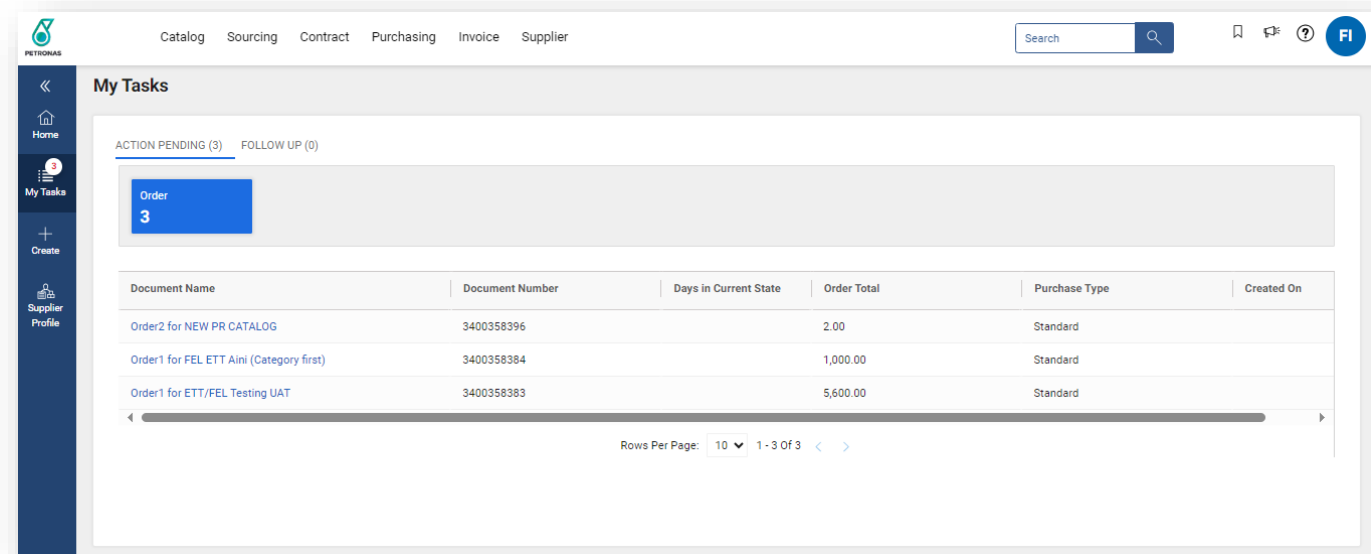 PETRONAS
Catalog Sourcing Contract Purchasing Invoice Supplier
Search
FI
My Tasks
Home
3
My Tasks
Create
Supplier
Profile
ACTION PENDING (3) FOLLOW UP (0)
Order
3
Document Name Document Number Days in Current State Order Total Purchase Type Created On
Order2 for NEW PR CATALOG 3400358396 2.00 Standard
Order1 for FEL ETT Aini (Category first) 3400358384 1,000.00 Standard
Order1 for ETT/FEL Testing UAT 3400358383 5,600.00 Standard
Rows Per Page: 10 1 - 3 Of 3